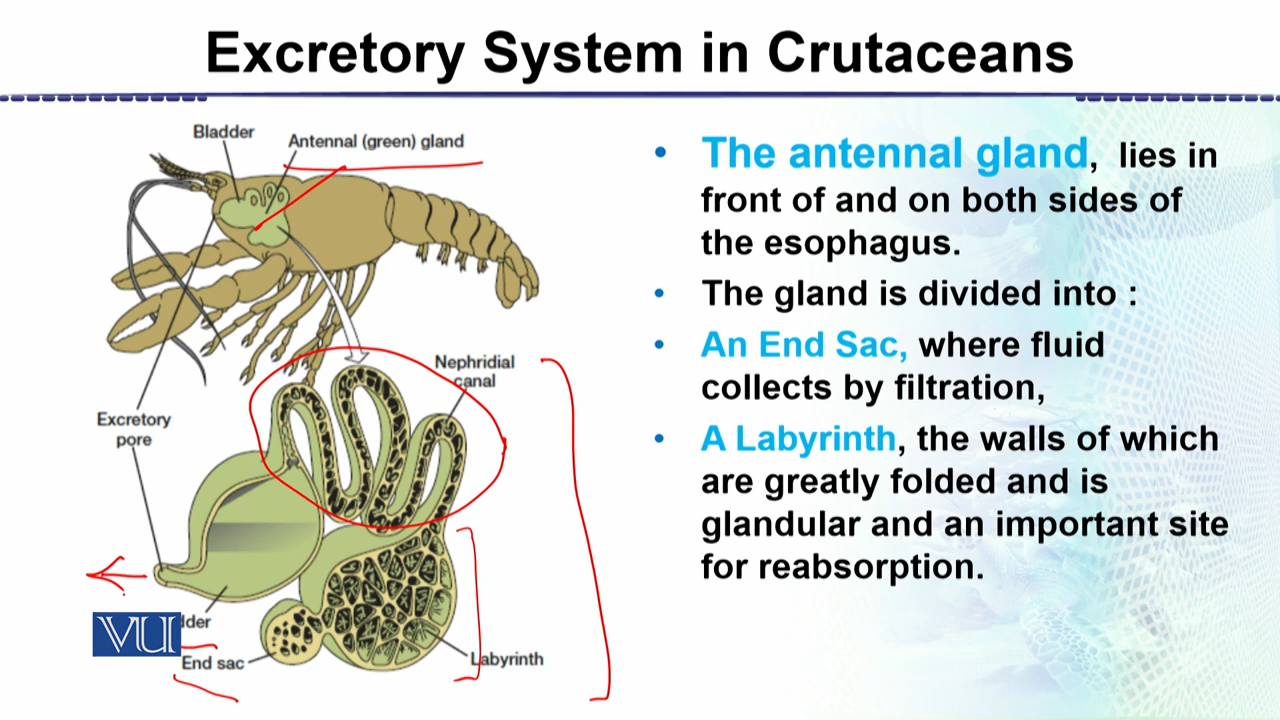 Excretory System in Crutaceans
Bladder
Antennal (green) gland
Nephridial
canal
Excretory
pore
dder
End sac
Labyrinth
VU
• The antennal gland, lies in
front of and on both sides of
the esophagus.
• The gland is divided into :
• An End Sac, where fluid
collects by filtration,
• A Labyrinth, the walls of which
are greatly folded and is
glandular and an important site
for reabsorption.